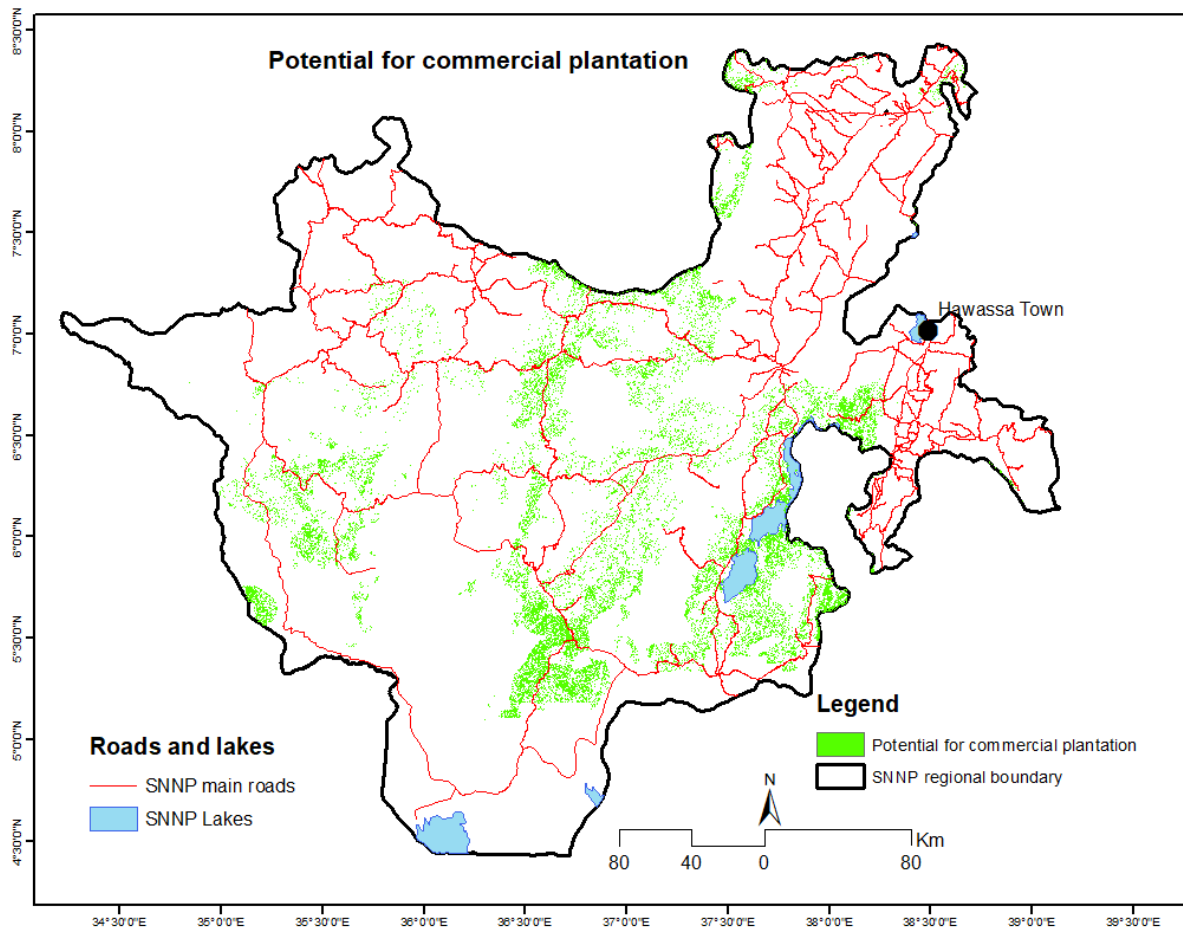 Potential for commercial plantation
Hawassa Town
Legend
Potential for commercial plantation
SNNP regional boundary
Roads and lakes
SNNP main roads
SNNP Lakes
N
Km
80 40 0 80
8°30'0"N
8°0'0"N
7°30'0"N
7°0'0"N
6°30'0"N
6°0'0"N
5°30'0"N
5°0'0"N
4°30'0"N
34°30'0"E 35°0'0"E 35°30'0"E 36°0'0"E 36°30'0"E 37°0'0"E 37°30'0"E 38°0'0"E 38°30'0"E 39°0'0"E 39°30'0"E